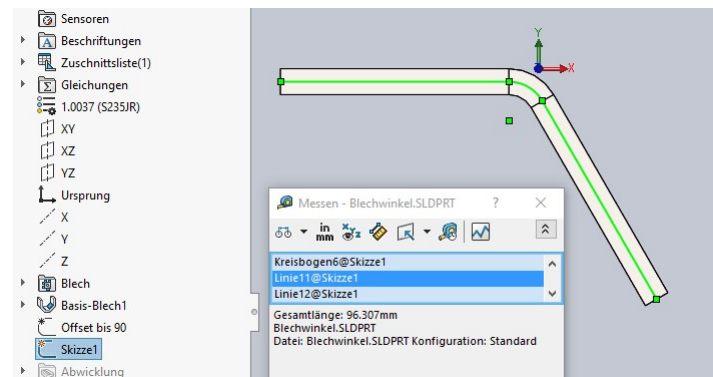 Sensoren
Beschriftungen
Zuschnittsliste(1)
Gleichungen
1.0037 (S235JR)
XY
XZ
YZ
Ursprung
X
Y
Z
Blech
Basis-Blech1
Offset bis 90
Skizze1
Abwicklung
Y
X
Messen - Blechwinkel.SLDPRT
in
mm
XYZ
Kreisbogen6@Skizze1
Linie11@Skizze1
Linie12@Skizze1
Gesamtlänge: 96.307mm
Blechwinkel.SLDPRT
Datei: Blechwinkel.SLDPRT Konfiguration: Standard